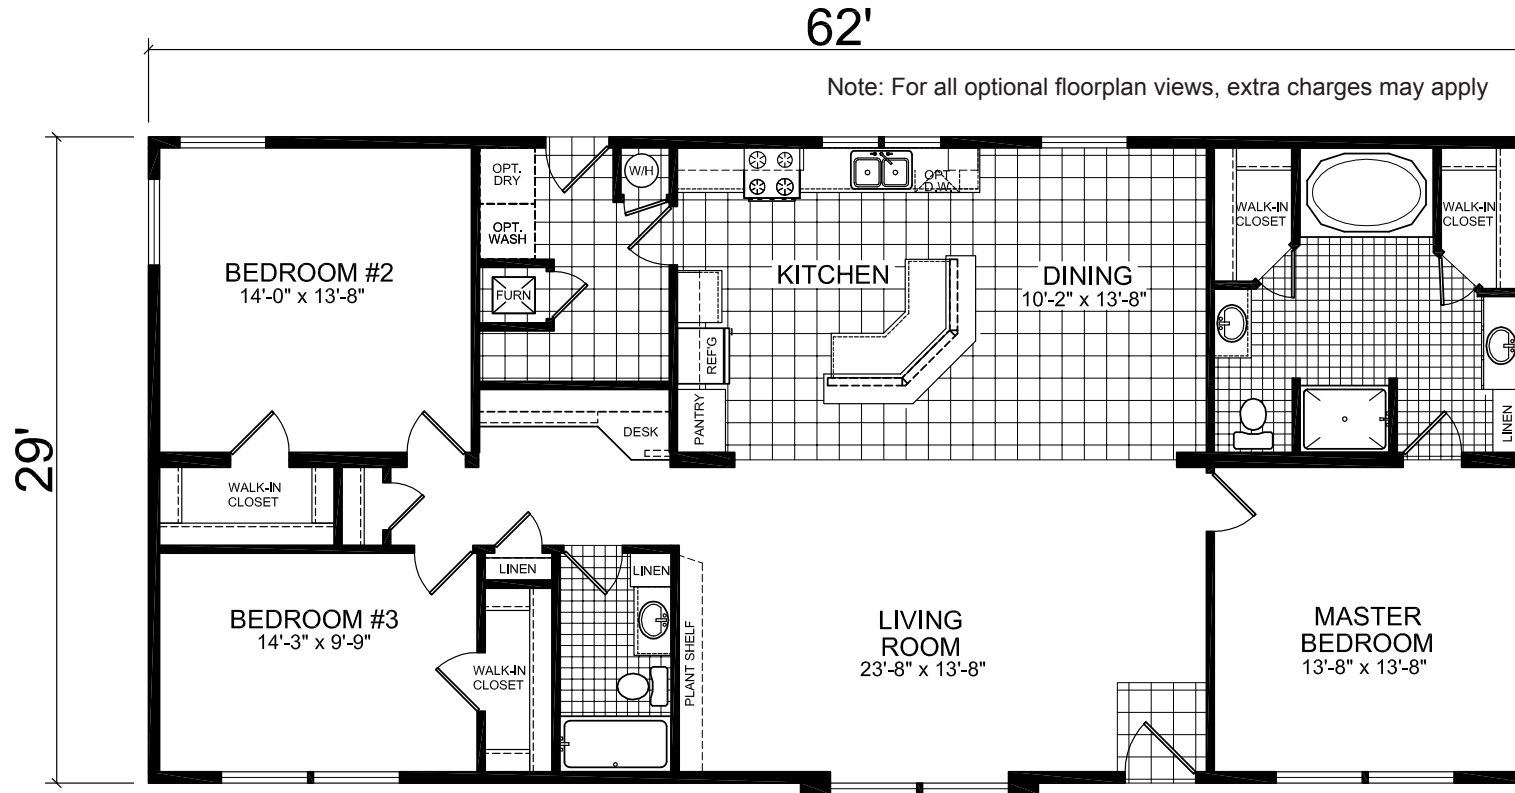 62'
Note: For all optional floorplan views, extra charges may apply
29'
OPT.
DRY
OPT.
WASH
W/H
FURN
BEDROOM #2
14'-0" x 13'-8"
KITCHEN
OPT
D.W.
DINING
10'-2" x 13'-8"
REF'G
PANTRY
DESK
WALK-IN
CLOSET
WALK-IN
CLOSET
LINEN
WALK-IN
CLOSET
LINEN
LINEN
BEDROOM #3
14'-3" x 9'-9"
WALK-IN
CLOSET
PLANT SHELF
LIVING
ROOM
23'-8" x 13'-8"
MASTER
BEDROOM
13'-8" x 13'-8"